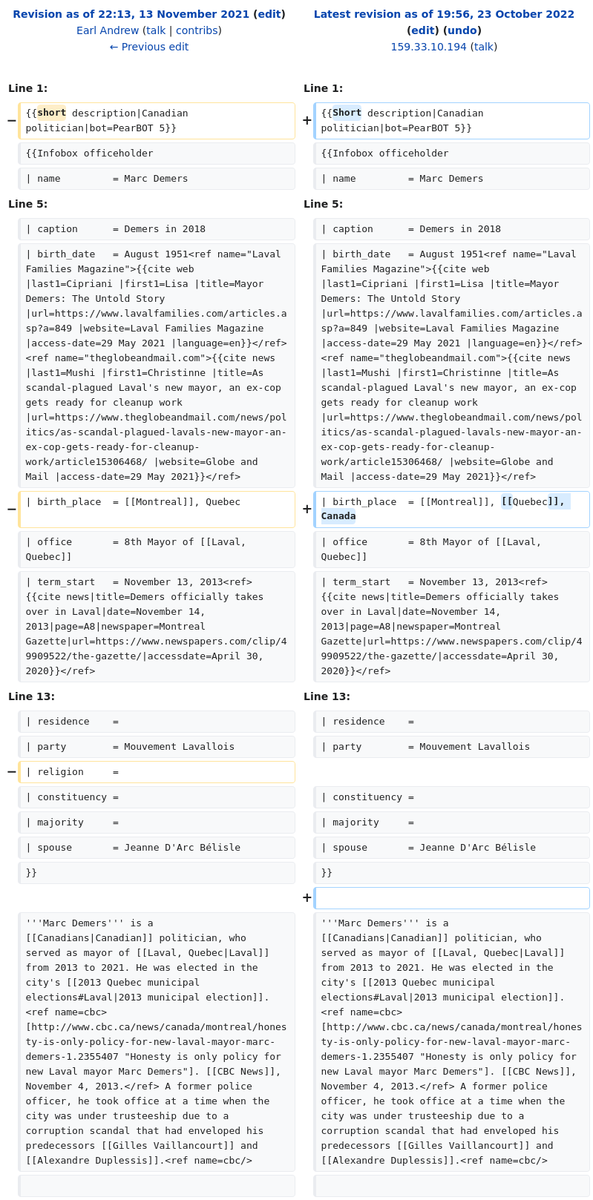 Revision as of 22:13, 13 November 2021 (edit)
Earl Andrew (talk | contribs)
← Previous edit
Latest revision as of 19:56, 23 October 2022
(edit) (undo)
159.33.10.194 (talk)
Line 1:
Line 1:
− {{short description|Canadian
politician|bot=PearBOT 5}}
+ {{Short description|Canadian
politician|bot=PearBOT 5}}
{{Infobox officeholder
{{Infobox officeholder
| name = Marc Demers
| name = Marc Demers
Line 5:
Line 5:
| caption = Demers in 2018
| caption = Demers in 2018
| birth_date = August 1951<ref name="Laval
Families Magazine">{{cite web
|last1=Cipriani |first1=Lisa |title=Mayor
Demers: The Untold Story
|url=https://www.lavalfamilies.com/articles.a
sp?a=849 |website=Laval Families Magazine
|access-date=29 May 2021 |language=en}}</ref>
<ref name="theglobeandmail.com">{{cite news
|last1=Mushi |first1=Christinne |title=As
scandal-plagued Laval's new mayor, an ex-cop
gets ready for cleanup work
|url=https://www.theglobeandmail.com/news/pol
itics/as-scandal-plagued-lavals-new-mayor-an-
ex-cop-gets-ready-for-cleanup-
work/article15306468/ |website=Globe and
Mail |access-date=29 May 2021}}</ref>
| birth_date = August 1951<ref name="Laval
Families Magazine">{{cite web
|last1=Cipriani |first1=Lisa |title=Mayor
Demers: The Untold Story
|url=https://www.lavalfamilies.com/articles.a
sp?a=849 |website=Laval Families Magazine
|access-date=29 May 2021 |language=en}}</ref>
<ref name="theglobeandmail.com">{{cite news
|last1=Mushi |first1=Christinne |title=As
scandal-plagued Laval's new mayor, an ex-cop
gets ready for cleanup work
|url=https://www.theglobeandmail.com/news/pol
itics/as-scandal-plagued-lavals-new-mayor-an-
ex-cop-gets-ready-for-cleanup-
work/article15306468/ |website=Globe and
Mail |access-date=29 May 2021}}</ref>
− | birth_place = [[Montreal]], Quebec
+ | birth_place = [[Montreal]], [[Quebec]],
Canada
| office = 8th Mayor of [[Laval,
Quebec]]
| office = 8th Mayor of [[Laval,
Quebec]]
| term_start = November 13, 2013<ref>
{{cite news|title=Demers officially takes
over in Laval|date=November 14,
2013|page=A8|newspaper=Montreal
Gazette|url=https://www.newspapers.com/clip/4
9909522/the-gazette/|accessdate=April 30,
2020}}</ref>
| term_start = November 13, 2013<ref>
{{cite news|title=Demers officially takes
over in Laval|date=November 14,
2013|page=A8|newspaper=Montreal
Gazette|url=https://www.newspapers.com/clip/4
9909522/the-gazette/|accessdate=April 30,
2020}}</ref>
Line 13:
Line 13:
| residence =
| residence =
| party = Mouvement Lavallois
| party = Mouvement Lavallois
− | religion =
| constituency =
| constituency =
| majority =
| majority =
| spouse = Jeanne D'Arc Bélisle
| spouse = Jeanne D'Arc Bélisle
}}
}}
+
'''Marc Demers''' is a
[[Canadians|Canadian]] politician, who
served as mayor of [[Laval, Quebec|Laval]]
from 2013 to 2021. He was elected in the
city's [[2013 Quebec municipal
elections#Laval|2013 municipal election]].
<ref name=cbc>
[http://www.cbc.ca/news/canada/montreal/hones
ty-is-only-policy-for-new-laval-mayor-marc-
demers-1.2355407 "Honesty is only policy for
new Laval mayor Marc Demers"]. [[CBC News]],
November 4, 2013.</ref> A former police
officer, he took office at a time when the
city was under trusteeship due to a
corruption scandal that had enveloped his
predecessors [[Gilles Vaillancourt]] and
[[Alexandre Duplessis]].<ref name=cbc/>
'''Marc Demers''' is a
[[Canadians|Canadian]] politician, who
served as mayor of [[Laval, Quebec|Laval]]
from 2013 to 2021. He was elected in the
city's [[2013 Quebec municipal
elections#Laval|2013 municipal election]].
<ref name=cbc>
[http://www.cbc.ca/news/canada/montreal/hones
ty-is-only-policy-for-new-laval-mayor-marc-
demers-1.2355407 "Honesty is only policy for
new Laval mayor Marc Demers"]. [[CBC News]],
November 4, 2013.</ref> A former police
officer, he took office at a time when the
city was under trusteeship due to a
corruption scandal that had enveloped his
predecessors [[Gilles Vaillancourt]] and
[[Alexandre Duplessis]].<ref name=cbc/>